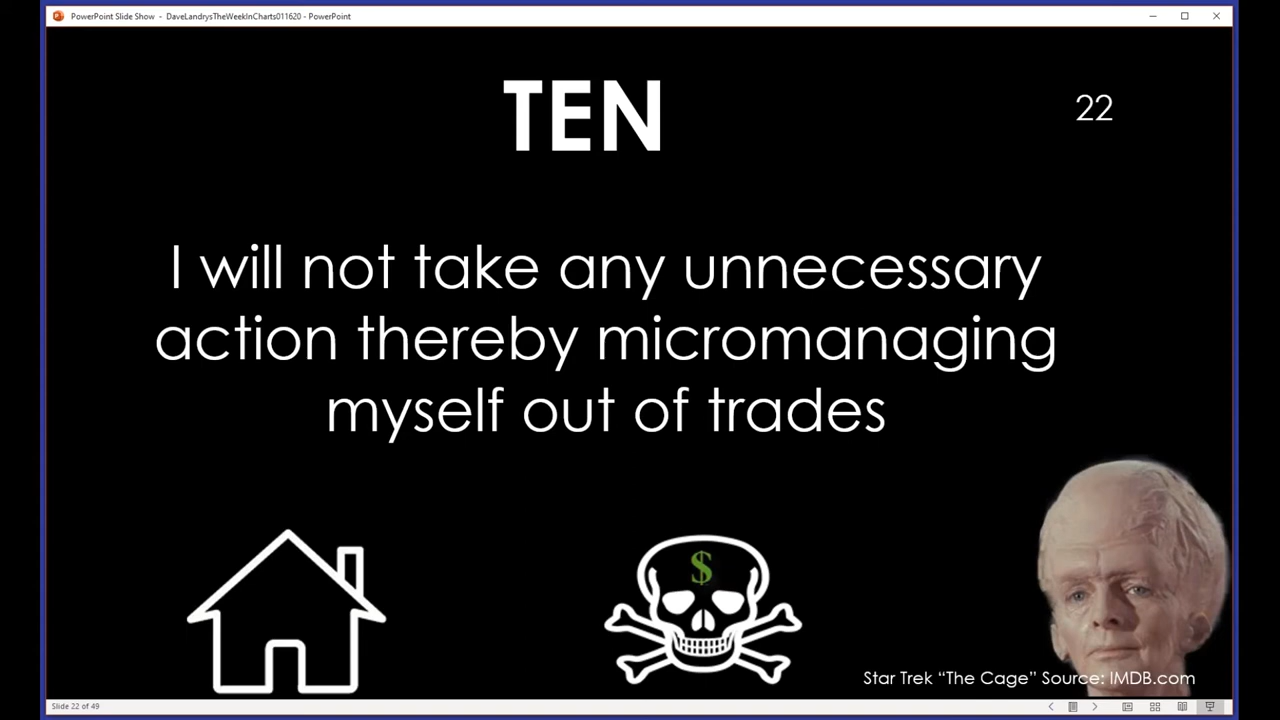 PowerPoint Slide Show - DaveLandrysTheWeekInCharts011620 - PowerPoint
TEN
22
I will not take any unnecessary
action thereby micromanaging
myself out of trades
$
Star Trek “The Cage” Source: IMDB.com
Slide 22 of 49